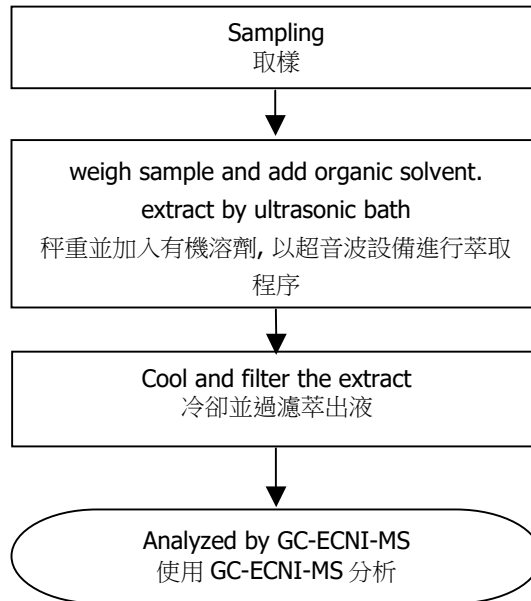 Sampling
取樣
weigh sample and add organic solvent.
extract by ultrasonic bath
秤重並加入有機溶劑, 以超音波設備進行萃取
程序
Cool and filter the extract
冷卻並過濾萃出液
Analyzed by GC-ECNI-MS
使用 GC-ECNI-MS 分析